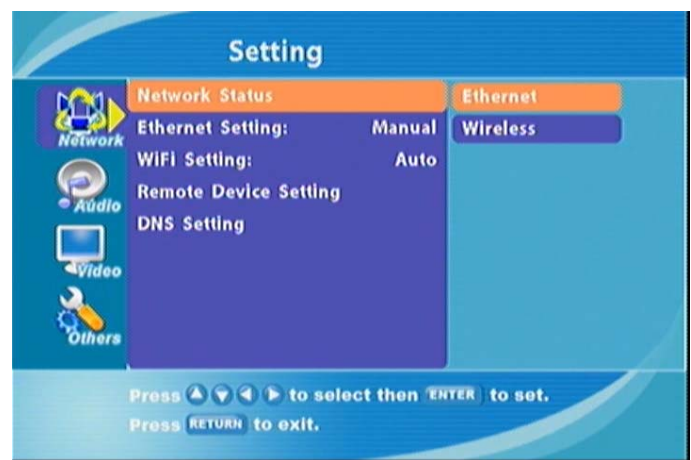 Setting
Network
Audio
Video
Others
Network Status
Ethernet Setting: Manual
WiFi Setting: Auto
Remote Device Setting
DNS Setting
Ethernet
Wireless
Press to select then ENTER to set.
Press RETURN to exit.